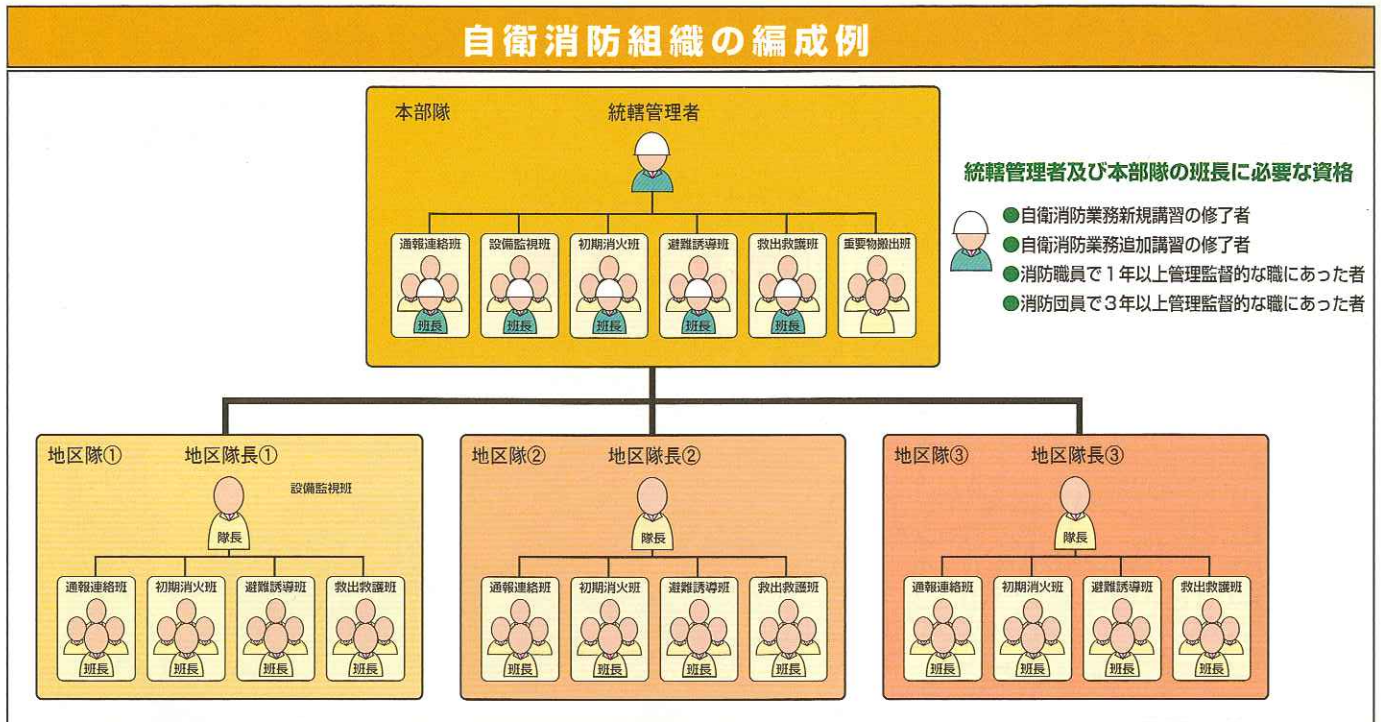 自衛消防組織の編成例
本部隊
統轄管理者
通報連絡班
設備監視班
初期消火班
避難誘導班
救出救護班
重要物搬出班
班長
班長
班長
班長
班長
統轄管理者及び本部隊の班長に必要な資格
●自衛消防業務新規講習の修了者
●自衛消防業務追加講習の修了者
●消防職員で1年以上管理監督的な職にあった者
●消防団員で3年以上管理監督的な職にあった者
地区隊①
地区隊長①
設備監視班
隊長
通報連絡班
初期消火班
避難誘導班
救出救護班
班長
班長
班長
班長
地区隊②
地区隊長②
隊長
通報連絡班
初期消火班
避難誘導班
救出救護班
班長
班長
班長
班長
地区隊③
地区隊長③
隊長
通報連絡班
初期消火班
避難誘導班
救出救護班
班長
班長
班長
班長